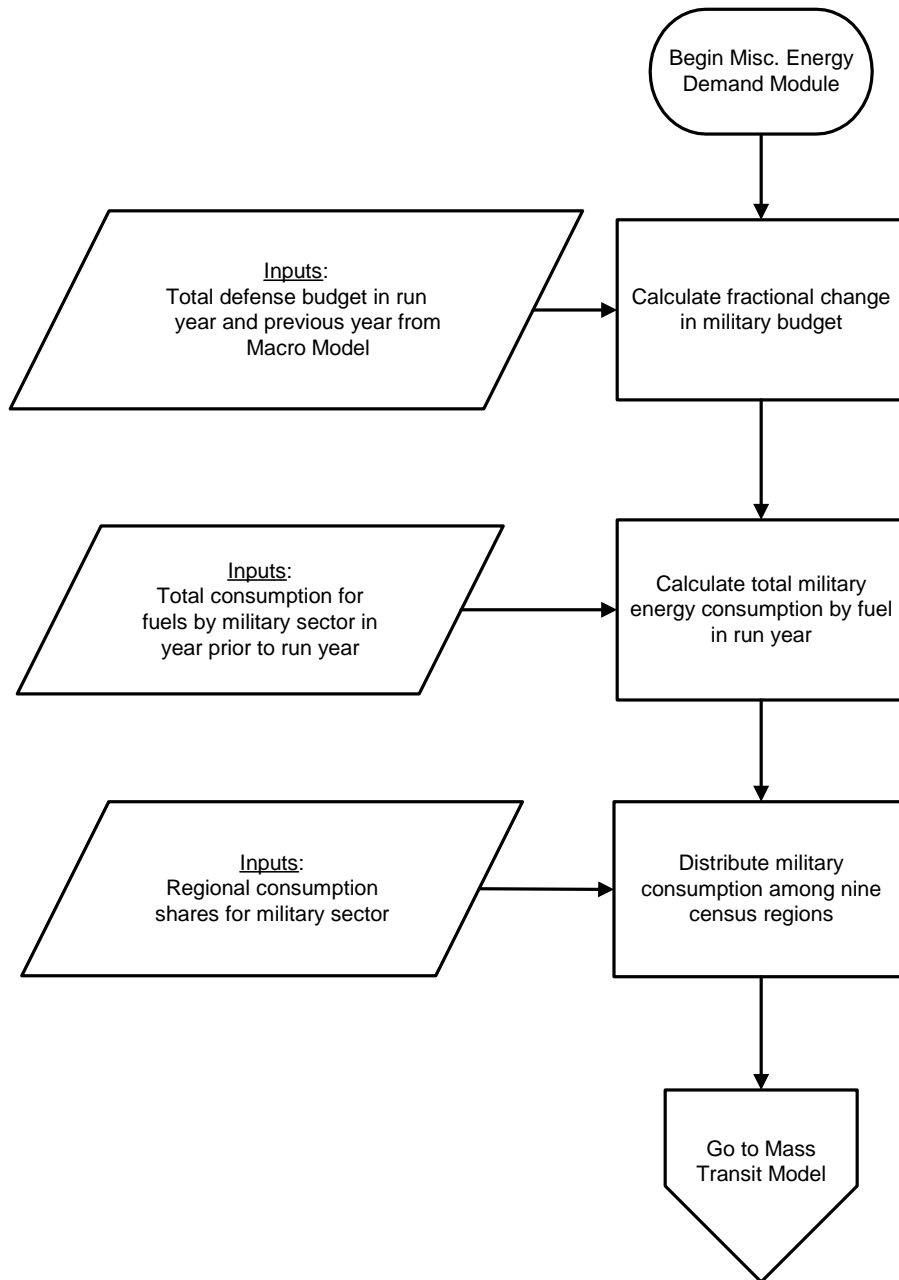 Begin Misc. Energy
Demand Module
Inputs:
Total defense budget in run
year and previous year from
Macro Model
Calculate fractional change
in military budget
Inputs:
Total consumption for
fuels by military sector in
year prior to run year
Calculate total military
energy consumption by fuel
in run year
Inputs:
Regional consumption
shares for military sector
Distribute military
consumption among nine
census regions
Go to Mass
Transit Model